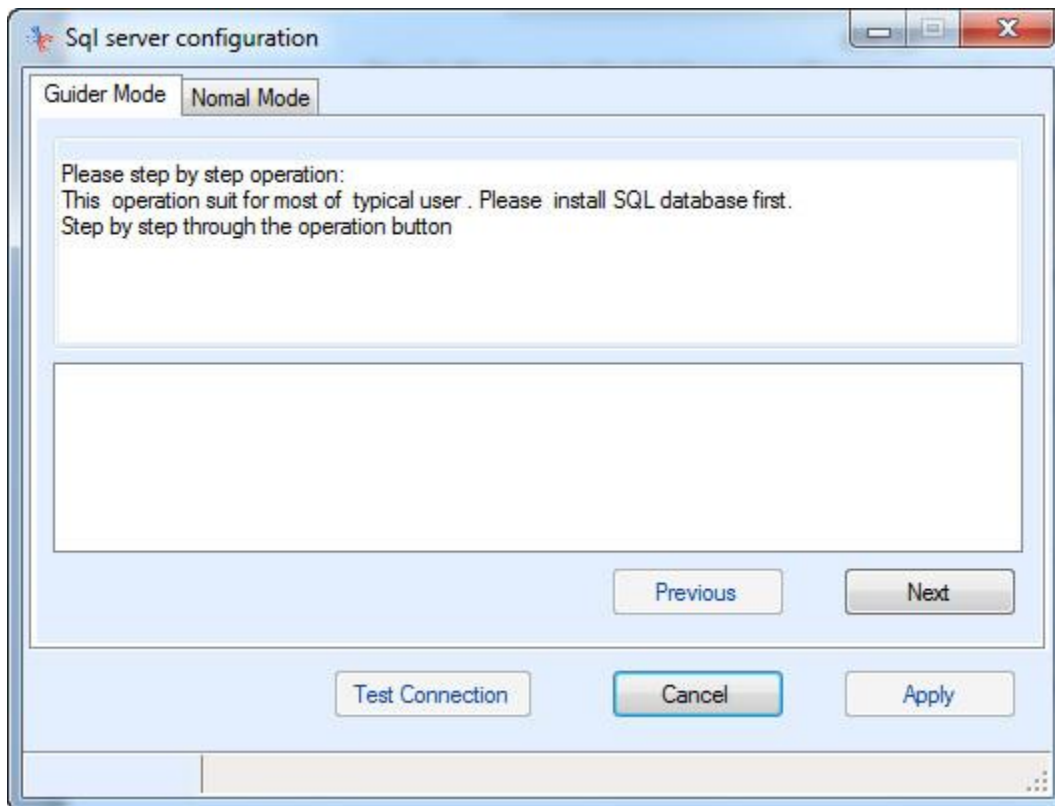 Sql server configuration
Guider Mode
Nomal Mode
Please step by step operation:
This  operation suit for most of  typical user . Please  install SQL database first.
Step by step through the operation button
Previous
Next
Test Connection
Cancel
Apply